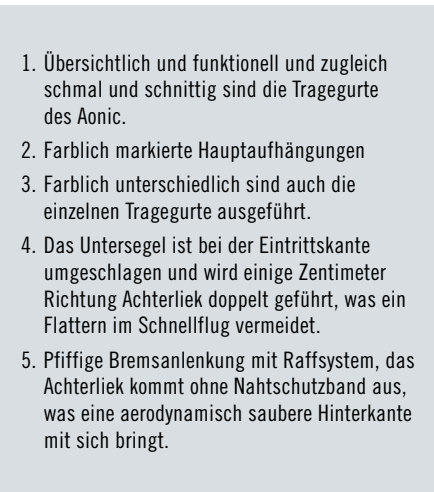 1. Übersichtlich und funktionell und zugleich
schmal und schnittig sind die Tragegurte
des Aonic.
2. Farblich markierte Hauptaufhängungen
3. Farblich unterschiedlich sind auch die
einzelnen Tragegurte ausgeführt.
4. Das Untersegel ist bei der Eintrittskante
umgeschlagen und wird einige Zentimeter
Richtung Achterliek doppelt geführt, was ein
Flattern im Schnellflug vermeidet.
5. Pfiffige Bremsanlenkung mit Raffsystem, das
Achterliek kommt ohne Nahtschutzband aus,
was eine aerodynamisch saubere Hinterkante
mit sich bringt.